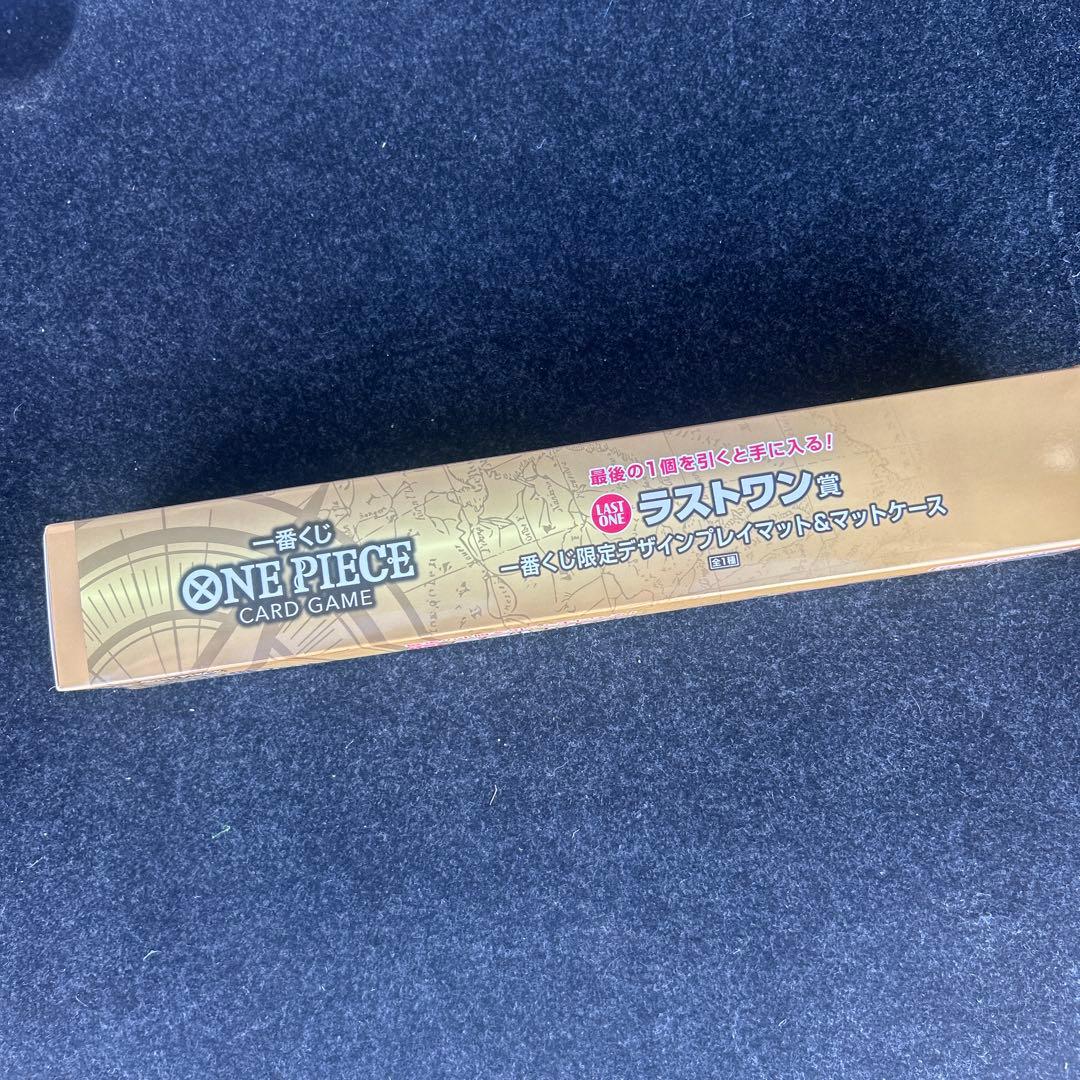 一番くじ
ONE PIECE
CARD GAME
最後の1個を引くと手に入る!
LAST ONE ラストワン賞
一番くじ限定デザインプレイマット&マットケース
全1種